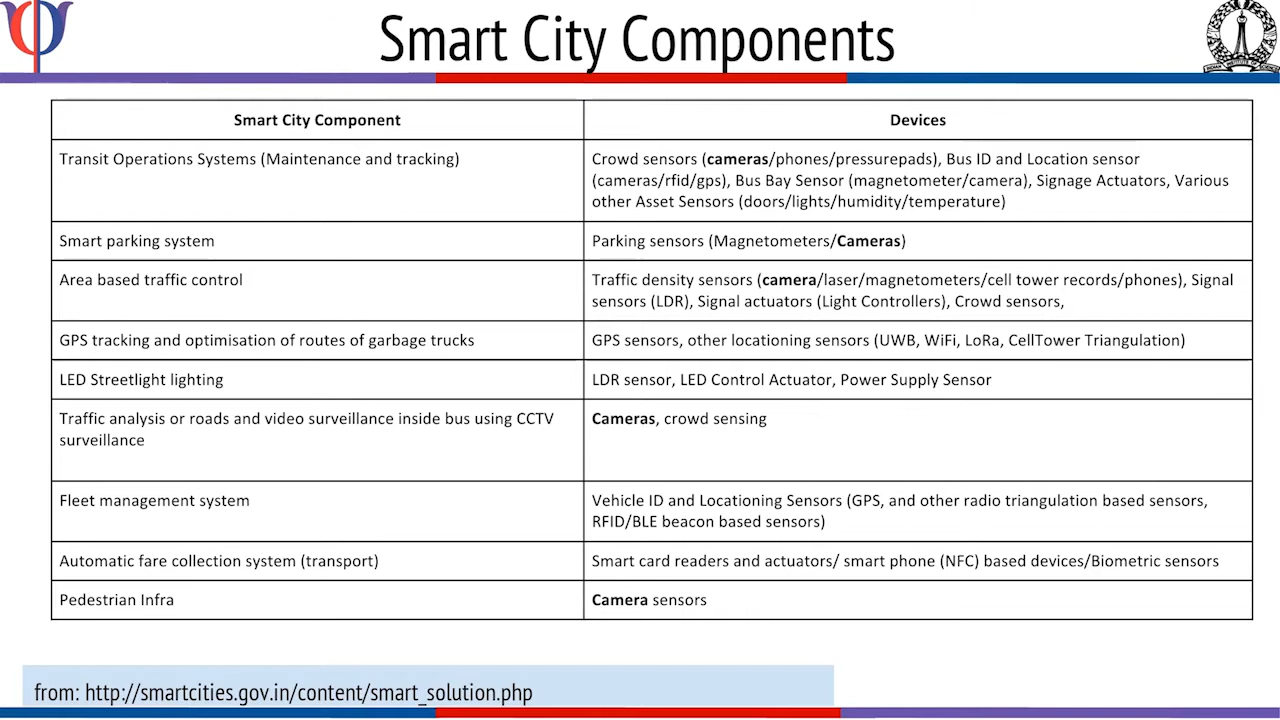 Smart City Components
Smart City Component
Devices
Transit Operations Systems (Maintenance and tracking)
Crowd sensors (cameras/phones/pressurepads), Bus ID and Location sensor
(cameras/rfid/gps), Bus Bay Sensor (magnetometer/camera), Signage Actuators, Various
other Asset Sensors (doors/lights/humidity/temperature)
Smart parking system
Parking sensors (Magnetometers/Cameras)
Area based traffic control
Traffic density sensors (camera/laser/magnetometers/cell tower records/phones), Signal
sensors (LDR), Signal actuators (Light Controllers), Crowd sensors,
GPS tracking and optimisation of routes of garbage trucks
GPS sensors, other locationing sensors (UWB, WiFi, LoRa, CellTower Triangulation)
LED Streetlight lighting
LDR sensor, LED Control Actuator, Power Supply Sensor
Traffic analysis or roads and video surveillance inside bus using CCTV
surveillance
Cameras, crowd sensing
Fleet management system
Vehicle ID and Locationing Sensors (GPS, and other radio triangulation based sensors,
RFID/BLE beacon based sensors)
Automatic fare collection system (transport)
Smart card readers and actuators/ smart phone (NFC) based devices/Biometric sensors
Pedestrian Infra
Camera sensors
from: http://smartcities.gov.in/content/smart_solution.php